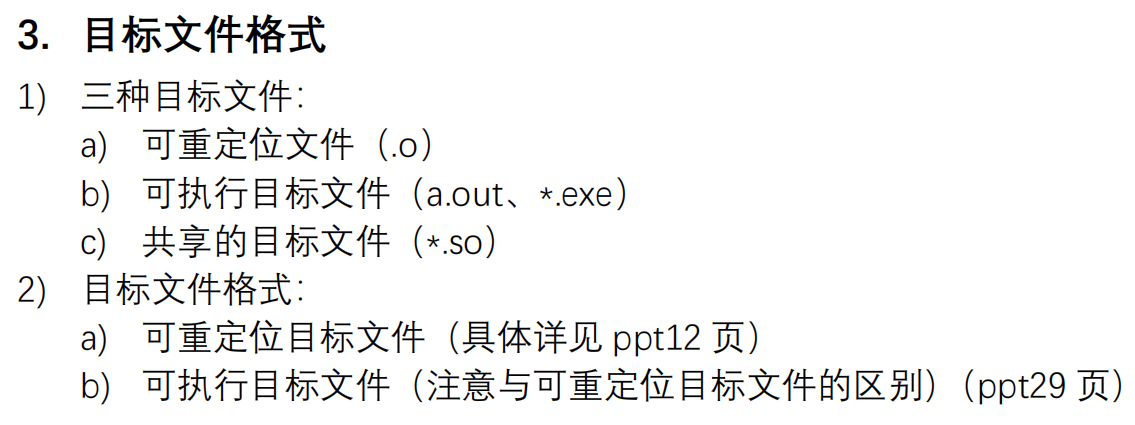 3. 目标文件格式
1) 三种目标文件：
a) 可重定位文件（.o）
b) 可执行目标文件（a.out、*.exe）
c) 共享的目标文件（*.so）
2) 目标文件格式：
a) 可重定位目标文件（具体详见 ppt12 页）
b) 可执行目标文件（注意与可重定位目标文件的区别）（ppt29 页）